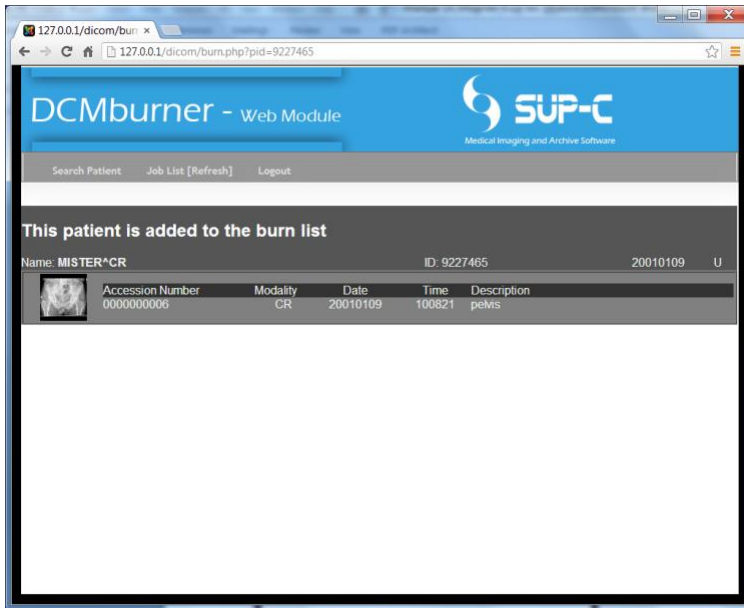 127.0.0.1/dicom/burn
127.0.0.1/dicom/burn.php?pid=9227465
DCMburner - Web Module
SUP-C
Medical Imaging and Archive Software
Search Patient Job List [Refresh] Logout
This patient is added to the burn list
Name: MISTER^CR ID: 9227465 20010109 U
Accession Number Modality Date Time Description
0000000006 CR 20010109 100821 pelvis